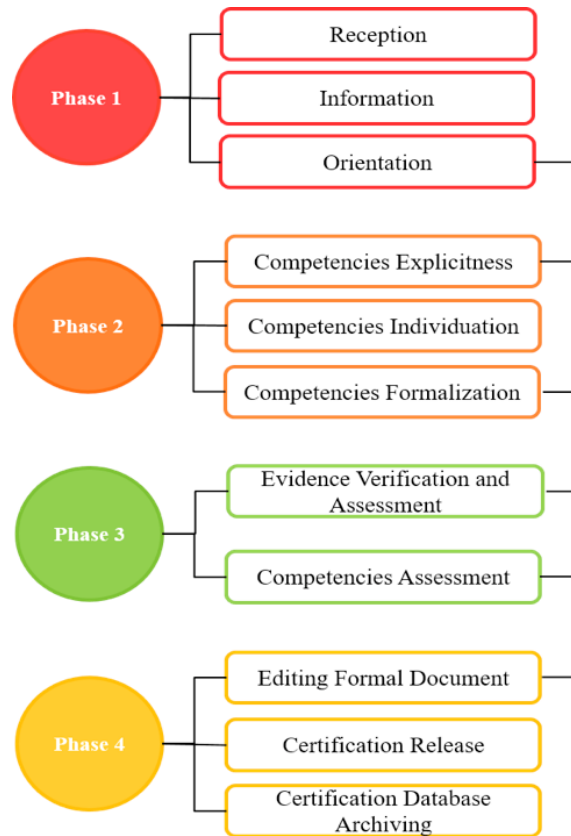 Phase 1
Reception
Information
Orientation
Phase 2
Competencies Explicitness
Competencies Individuation
Competencies Formalization
Phase 3
Evidence Verification and
Assessment
Competencies Assessment
Phase 4
Editing Formal Document
Certification Release
Certification Database
Archiving